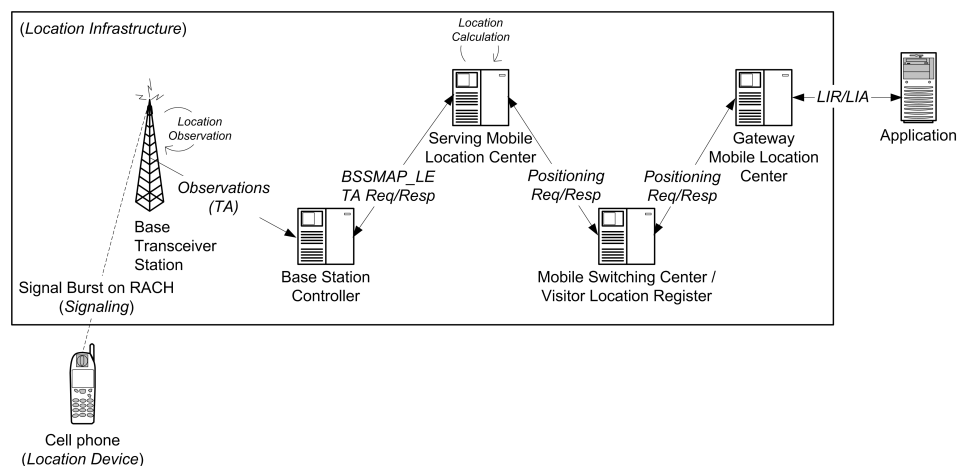 (Location Infrastructure)
Location
Calculation
Location
Observation
Serving Mobile
Location Center
Gateway
Mobile Location
Center
LIR/LIA
Application
Observations
(TA)
BSSMAP_LE
TA Req/Resp
Positioning
Req/Resp
Positioning
Req/Resp
Base
Transceiver
Station
Base Station
Controller
Mobile Switching Center /
Visitor Location Register
Signal Burst on RACH
(Signaling)
Cell phone
(Location Device)